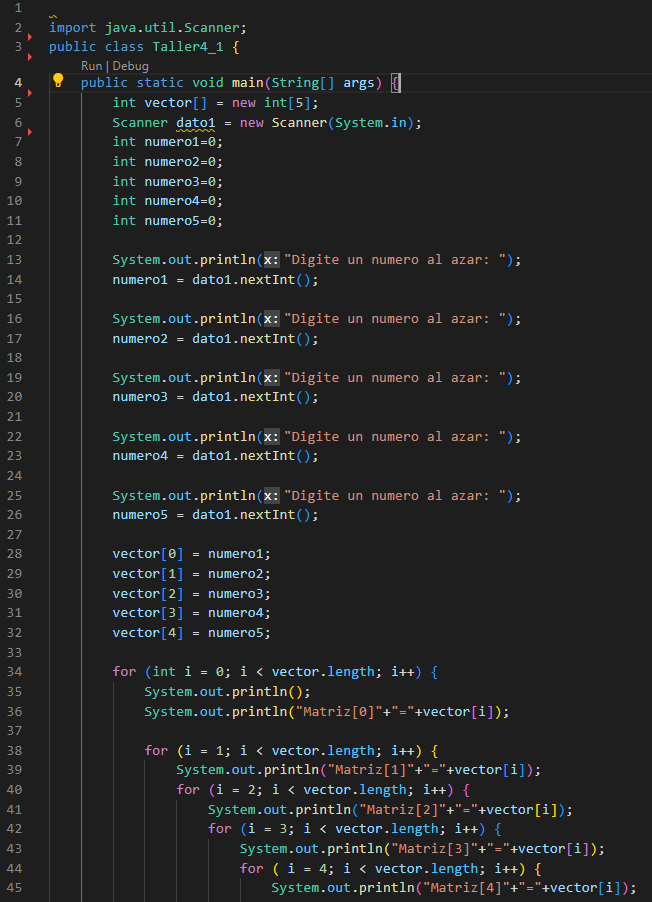 1
2 import java.util.Scanner;
3 public class Taller4_1 {
Run | Debug
4 public static void main(String[] args) {
5 int vector[] = new int[5];
6 Scanner dato1 = new Scanner(System.in);
7 int numero1=0;
8 int numero2=0;
9 int numero3=0;
10 int numero4=0;
11 int numero5=0;
12
13 System.out.println(x: "Digite un numero al azar: ");
14 numero1 = dato1.nextInt();
15
16 System.out.println(x: "Digite un numero al azar: ");
17 numero2 = dato1.nextInt();
18
19 System.out.println(x: "Digite un numero al azar: ");
20 numero3 = dato1.nextInt();
21
22 System.out.println(x: "Digite un numero al azar: ");
23 numero4 = dato1.nextInt();
24
25 System.out.println(x: "Digite un numero al azar: ");
26 numero5 = dato1.nextInt();
27
28 vector[0] = numero1;
29 vector[1] = numero2;
30 vector[2] = numero3;
31 vector[3] = numero4;
32 vector[4] = numero5;
33
34 for (int i = 0; i < vector.length; i++) {
35 System.out.println();
36 System.out.println("Matriz[0]"+"="+vector[i]);
37
38 for (i = 1; i < vector.length; i++) {
39 System.out.println("Matriz[1]"+"="+vector[i]);
40 for (i = 2; i < vector.length; i++) {
41 System.out.println("Matriz[2]"+"="+vector[i]);
42 for (i = 3; i < vector.length; i++) {
43 System.out.println("Matriz[3]"+"="+vector[i]);
44 for ( i = 4; i < vector.length; i++) {
45 System.out.println("Matriz[4]"+"="+vector[i]);